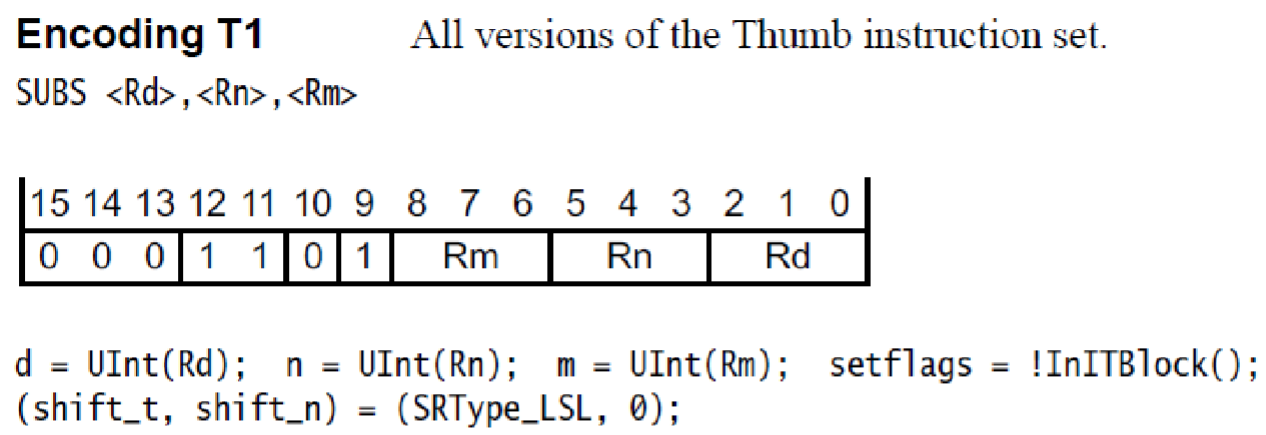 Encoding T1 All versions of the Thumb instruction set.
SUBS <Rd>,<Rn>,<Rm>
15 14 13 12 11 10 9 8 7 6 5 4 3 2 1 0
0 0 0 1 1 0 1 Rm Rn Rd
d = UInt(Rd); n = UInt(Rn); m = UInt(Rm); setflags = !InITBlock();
(shift_t, shift_n) = (SRType_LSL, 0);